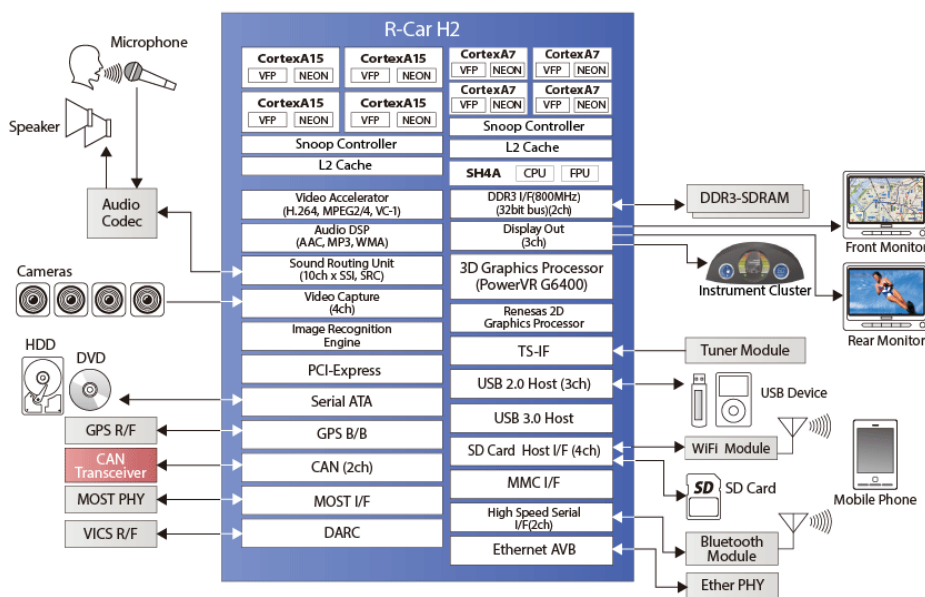 R-Car H2
Microphone
Speaker
Audio
Codec
Cameras
HDD
DVD
GPS R/F
CAN
Transceiver
MOST PHY
VICS R/F
CortexA15
VFP NEON
CortexA15
VFP NEON
CortexA15
VFP NEON
CortexA15
VFP NEON
Snoop Controller
L2 Cache
Video Accelerator
(H.264, MPEG2/4, VC-1)
Audio DSP
(AAC, MP3, WMA)
Sound Routing Unit
(10ch x SSI, SRC)
Video Capture
(4ch)
Image Recognition
Engine
PCI-Express
Serial ATA
GPS B/B
CAN (2ch)
MOST I/F
DARC
CortexA7
VFP NEON
CortexA7
VFP NEON
CortexA7
VFP NEON
CortexA7
VFP NEON
Snoop Controller
L2 Cache
SH4A CPU FPU
DDR3 I/F(800MHz)
(32bit bus)(2ch)
Display Out
(3ch)
3D Graphics Processor
(PowerVR G6400)
Renesas 2D
Graphics Processor
TS-IF
USB 2.0 Host (3ch)
USB 3.0 Host
SD Card Host I/F (4ch)
MMC I/F
High Speed Serial
I/F(2ch)
Ethernet AVB
DDR3-SDRAM
Front Monitor
Instrument Cluster
Rear Monitor
Tuner Module
USB Device
WiFi Module
SD
SD Card
Mobile Phone
Bluetooth
Module
Ether PHY